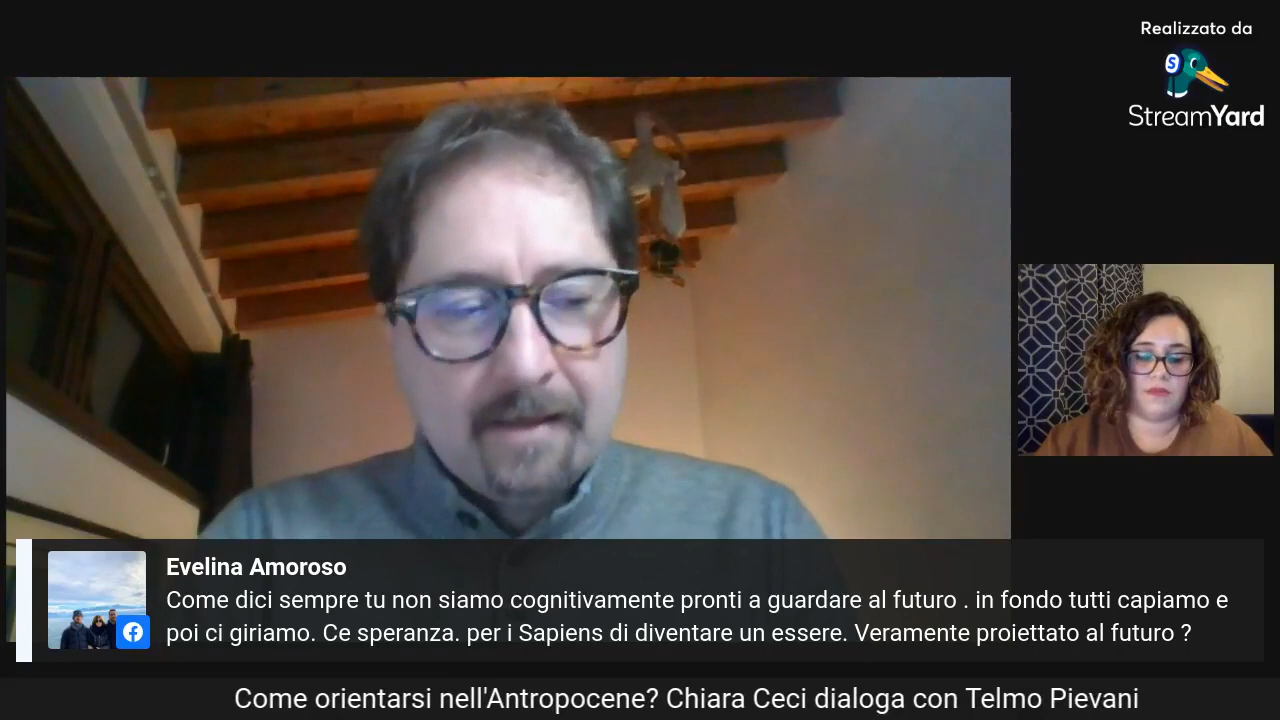 Realizzato da
StreamYard
Evelina Amoroso
Come dici sempre tu non siamo cognitivamente pronti a guardare al futuro . in fondo tutti capiamo e
poi ci giriamo. Ce speranza. per i Sapiens di diventare un essere. Veramente proiettato al futuro ?
Come orientarsi nell'Antropocene? Chiara Ceci dialoga con Telmo Pievani